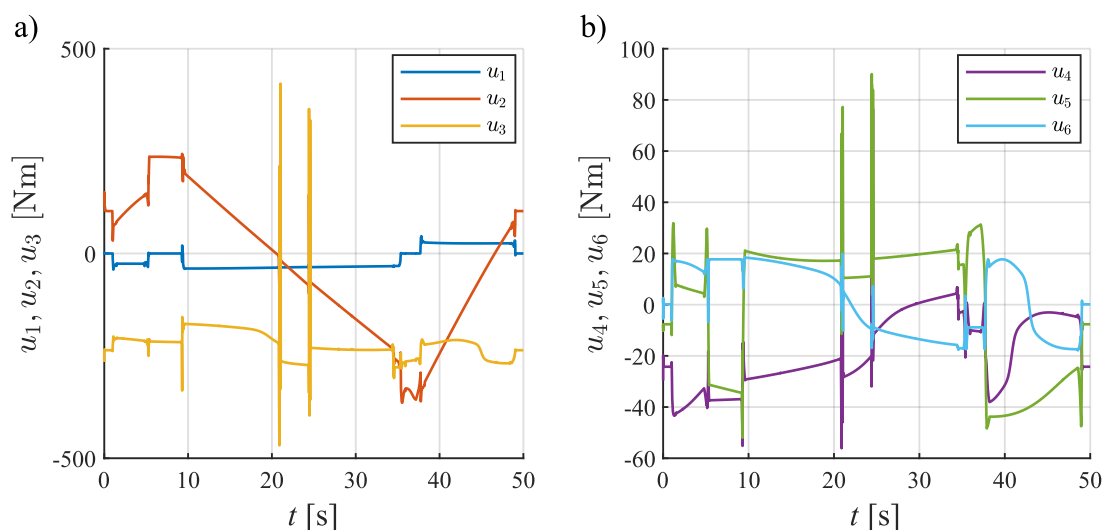 a)
u₁, u₂, u₃ [Nm]
500
0
-500
u₁
u₂
u₃
0 10 20 30 40 50
t [s]
b)
u₄, u₅, u₆ [Nm]
100
80
60
40
20
0
-20
-40
-60
u₄
u₅
u₆
0 10 20 30 40 50
t [s]